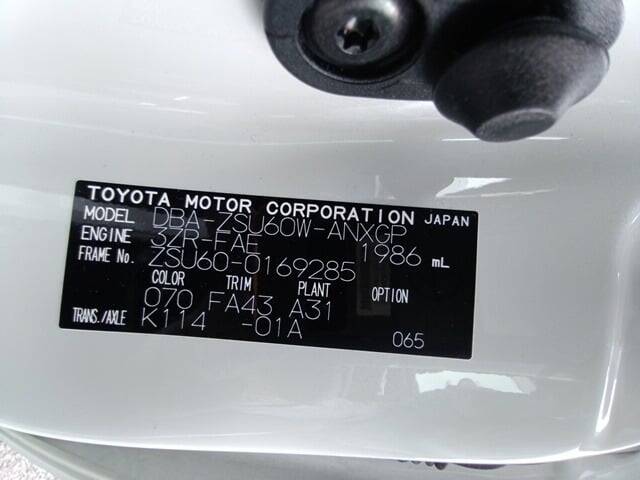 TOYOTA MOTOR CORPORATION JAPAN
MODEL DBA-ZSU60W-ANXGP
ENGINE 3ZR-FAE 1986 mL
FRAME No. ZSU60-0169285
COLOR TRIM PLANT OPTION
070 FA43 A31
TRANS./AXLE K114 -01A 065